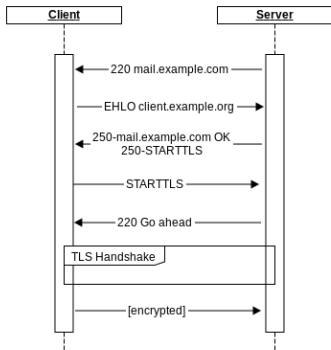 Client
Server
220 mail.example.com
EHLO client.example.org
250-mail.example.com OK
250-STARTTLS
STARTTLS
220 Go ahead
TLS Handshake
[encrypted]